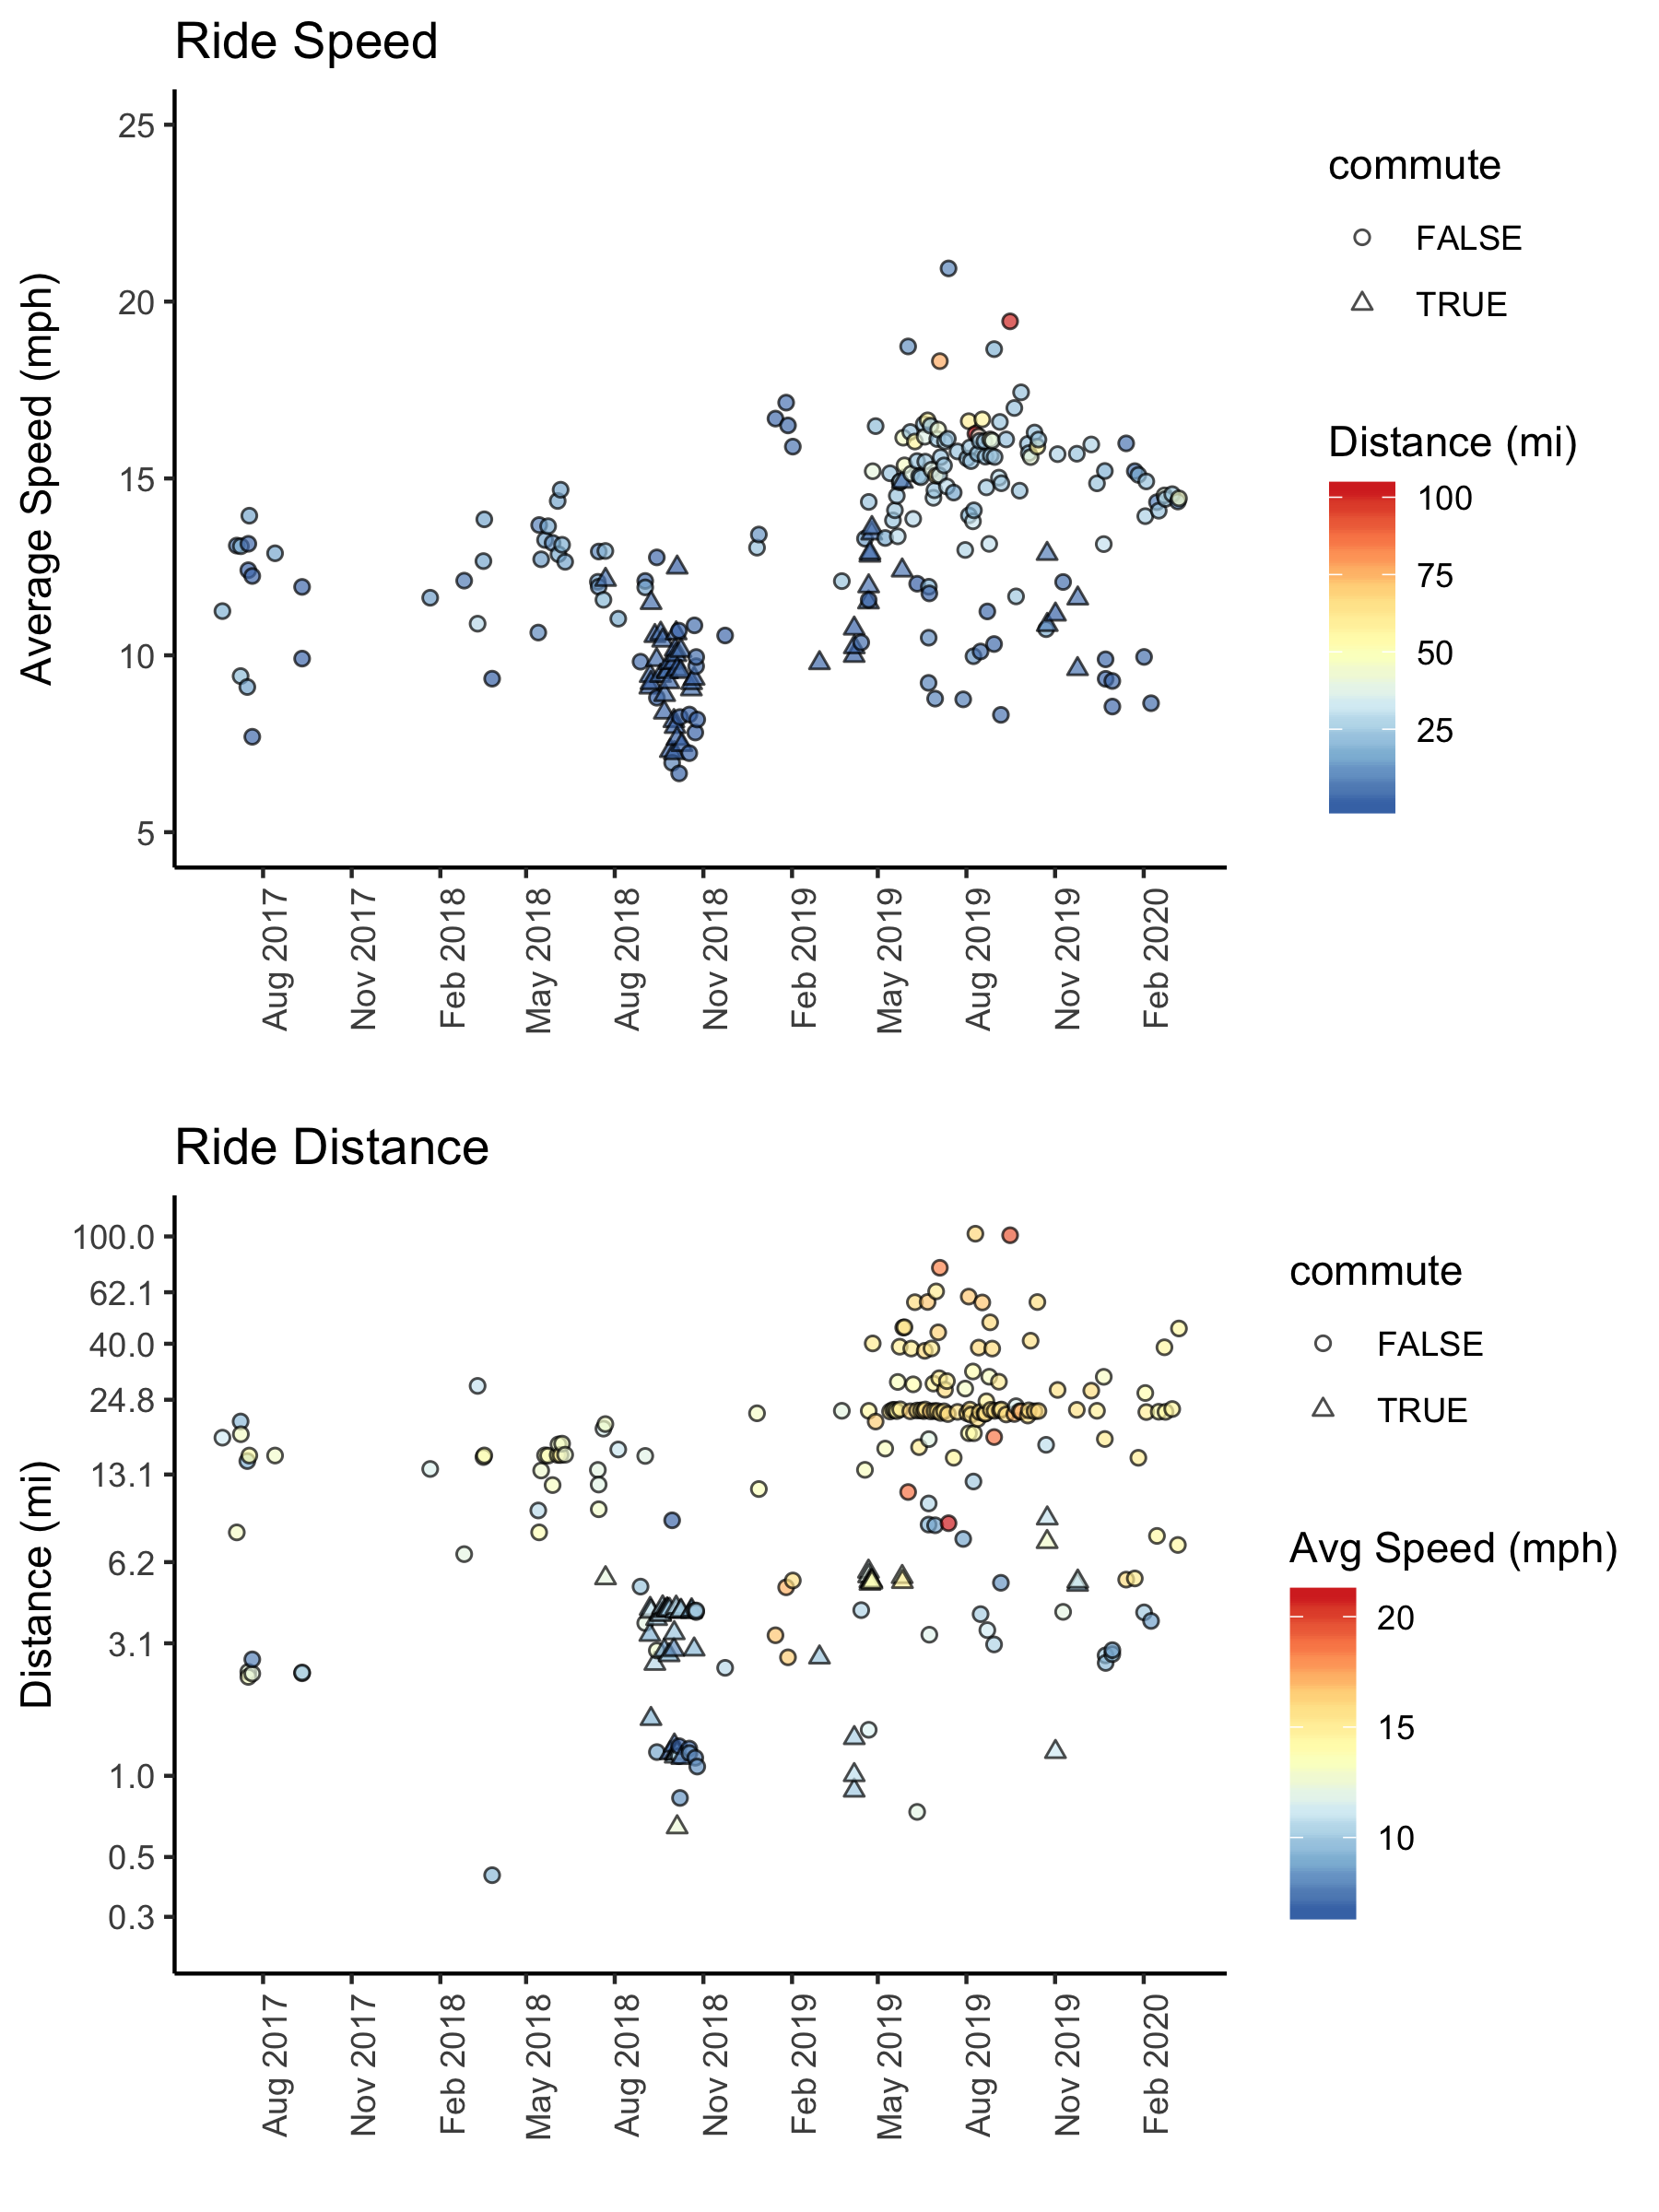 Ride Speed
Average Speed (mph)
25
20
15
10
5
Aug 2017
Nov 2017
Feb 2018
May 2018
Aug 2018
Nov 2018
Feb 2019
May 2019
Aug 2019
Nov 2019
Feb 2020
commute
FALSE
TRUE
Distance (mi)
100
75
50
25
Ride Distance
Distance (mi)
100.0
62.1
40.0
24.8
13.1
6.2
3.1
1.0
0.5
0.3
Aug 2017
Nov 2017
Feb 2018
May 2018
Aug 2018
Nov 2018
Feb 2019
May 2019
Aug 2019
Nov 2019
Feb 2020
commute
FALSE
TRUE
Avg Speed (mph)
20
15
10